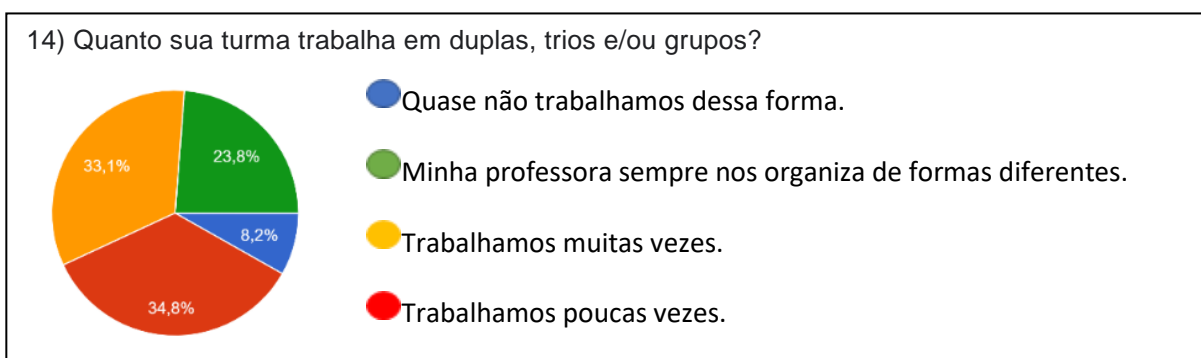 14) Quanto sua turma trabalha em duplas, trios e/ou grupos?
33,1%
23,8%
8,2%
34,8%
Quase não trabalhamos dessa forma.
Minha professora sempre nos organiza de formas diferentes.
Trabalhamos muitas vezes.
Trabalhamos poucas vezes.